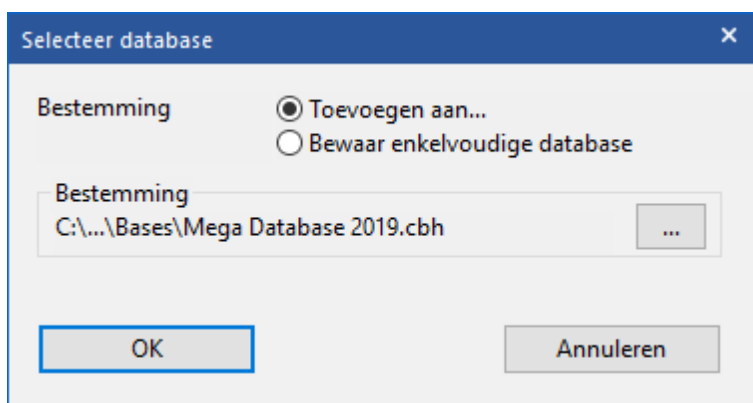 Selecteer database
Bestemming
Toevoegen aan...
Bewaar enkelvoudige database
Bestemming
C:\...\Bases\Mega Database 2019.cbh
...
OK
Annuleren